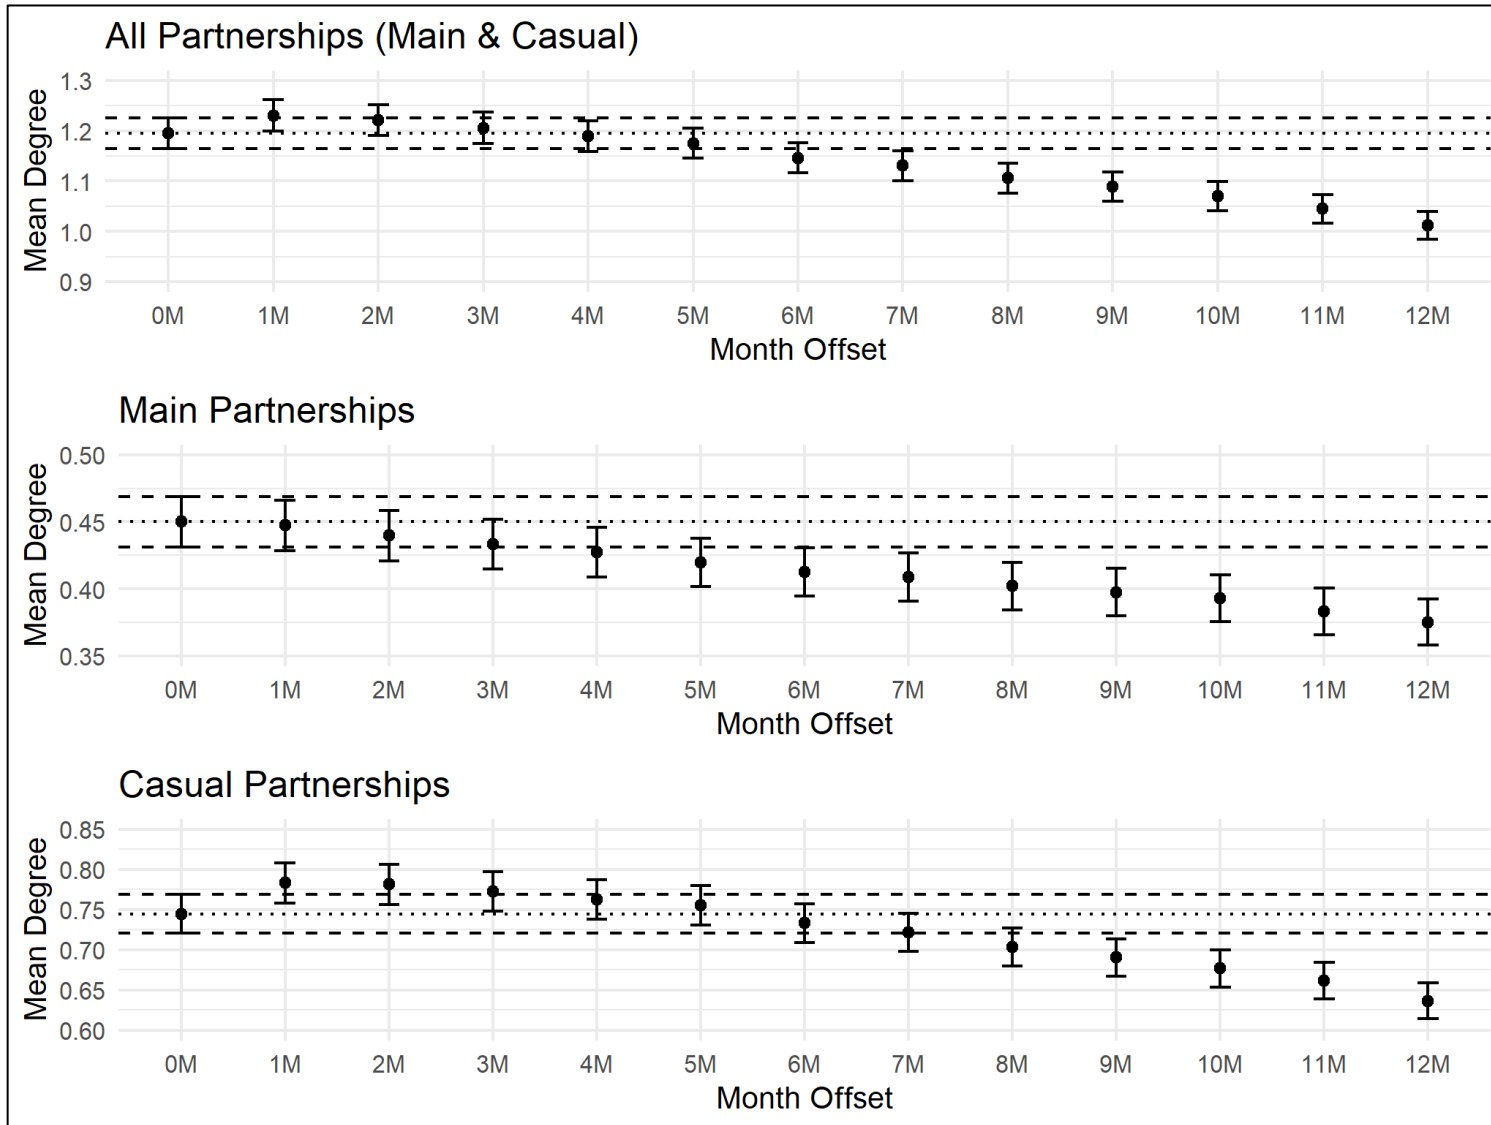 All Partnerships (Main & Casual)
Mean Degree
1.3
1.2
1.1
1.0
0.9
0M 1M 2M 3M 4M 5M 6M 7M 8M 9M 10M 11M 12M
Month Offset
Main Partnerships
Mean Degree
0.50
0.45
0.40
0.35
0M 1M 2M 3M 4M 5M 6M 7M 8M 9M 10M 11M 12M
Month Offset
Casual Partnerships
Mean Degree
0.85
0.80
0.75
0.70
0.65
0.60
0M 1M 2M 3M 4M 5M 6M 7M 8M 9M 10M 11M 12M
Month Offset